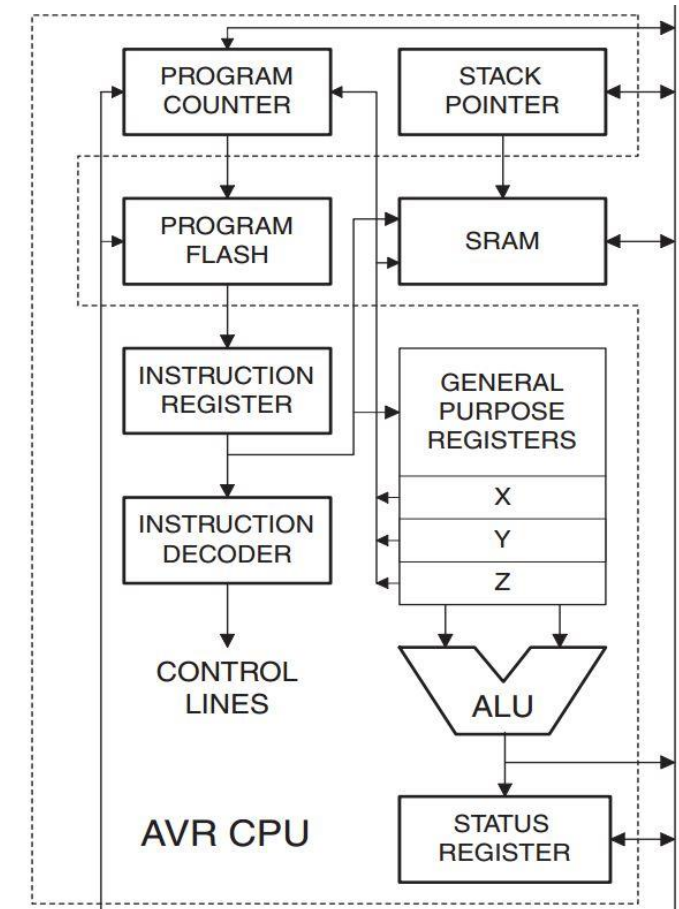 PROGRAM
COUNTER
STACK
POINTER
PROGRAM
FLASH
SRAM
INSTRUCTION
REGISTER
GENERAL
PURPOSE
REGISTERS
X
Y
Z
INSTRUCTION
DECODER
CONTROL
LINES
ALU
AVR CPU
STATUS
REGISTER